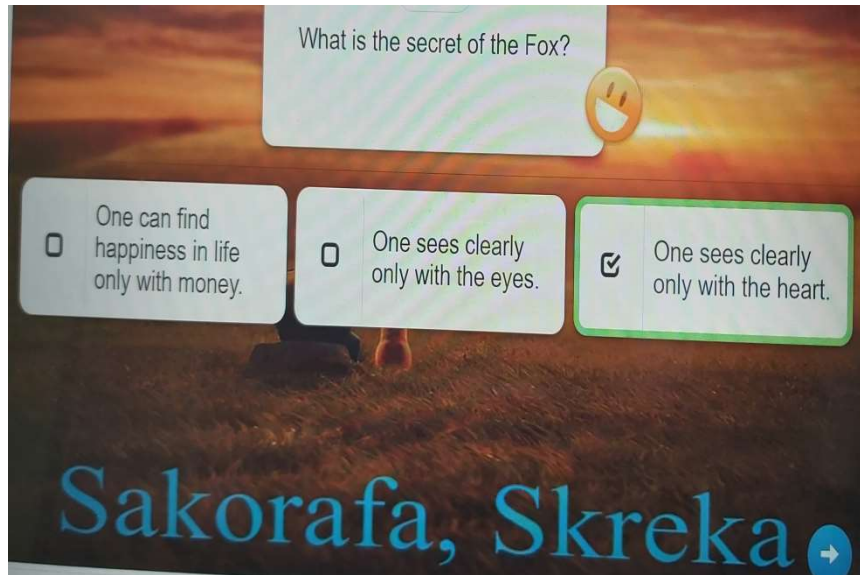 What is the secret of the Fox?
One can find
happiness in life
only with money.
One sees clearly
only with the eyes.
One sees clearly
only with the heart.
Sakorafa, Skreka